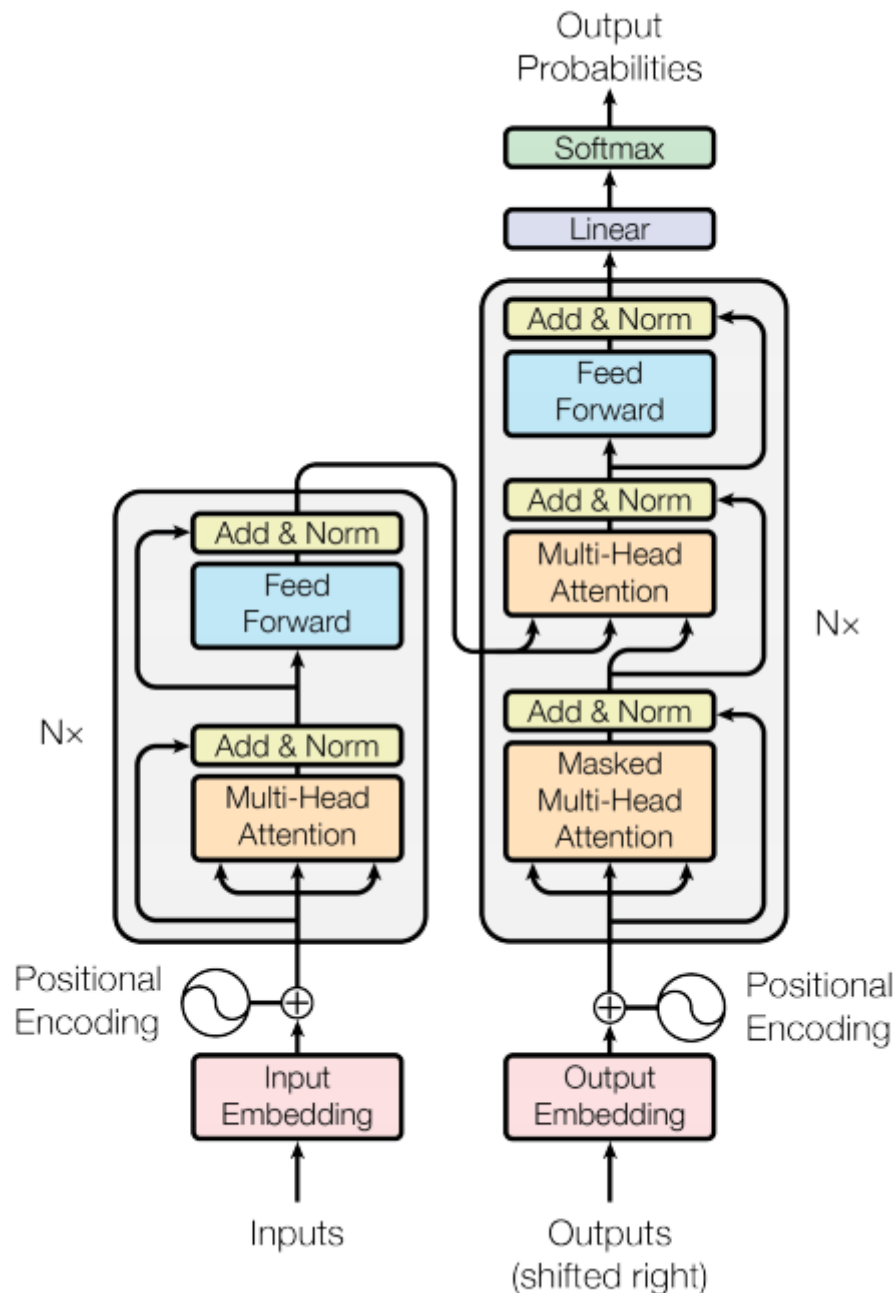 Output
Probabilities
Softmax
Linear
Add & Norm
Feed
Forward
Add & Norm
Multi-Head
Attention
Add & Norm
Masked
Multi-Head
Attention
N×
Add & Norm
Feed
Forward
Add & Norm
Multi-Head
Attention
N×
Positional
Encoding
Positional
Encoding
Input
Embedding
Output
Embedding
Inputs
Outputs
(shifted right)